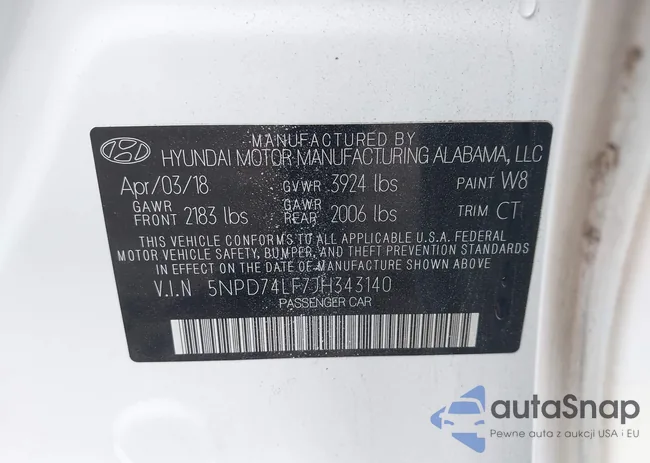 MANUFACTURED BY
HYUNDAI MOTOR MANUFACTURING ALABAMA, LLC
Apr/03/18 GVWR 3924 lbs PAINT W8
GAWR FRONT 2183 lbs GAWR REAR 2006 lbs TRIM CT
THIS VEHICLE CONFORMS TO ALL APPLICABLE U.S.A. FEDERAL
MOTOR VEHICLE SAFETY, BUMPER, AND THEFT PREVENTION STANDARDS
IN EFFECT ON THE DATE OF MANUFACTURE SHOWN ABOVE.
V.I.N 5NPD74LF7JH343140
PASSENGER CAR
autaSnap
Pewne auta z aukcji USA i EU